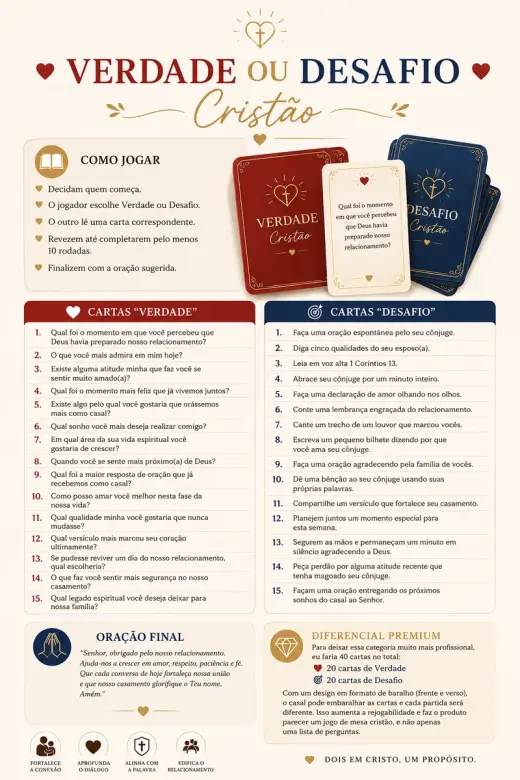 VERDADE OU DESAFIO
Cristão
COMO JOGAR
Decidam quem começa.
O jogador escolhe Verdade ou Desafio.
O outro lê uma carta correspondente.
Revezem até completarem pelo menos
10 rodadas.
Finalizem com a oração sugerida.
VERDADE
Cristão
Qual foi o momento
em que você percebeu
que Deus havia
preparado nosso
relacionamento?
DESAFIO
Cristão
CARTAS “VERDADE”
1. Qual foi o momento em que você percebeu que
Deus havia preparado nosso relacionamento?
2. O que você mais admira em mim hoje?
3. Existe alguma atitude minha que faz você se
sentir muito amado(a)?
4. Qual foi o momento mais feliz que já vivemos juntos?
5. Existe algo pelo qual você gostaria que orássemos
mais como casal?
6. Qual sonho você mais deseja realizar comigo?
7. Em qual área da sua vida espiritual você
gostaria de crescer?
8. Quando você se sente mais próximo(a) de Deus?
9. Qual foi a maior resposta de oração que já
recebemos como casal?
10. Como posso amar você melhor nesta fase da
nossa vida?
11. Qual qualidade minha você gostaria que nunca
mudasse?
12. Qual versículo mais marcou seu coração
ultimamente?
13. Se pudesse reviver um dia do nosso relacionamento,
qual escolheria?
14. O que faz você sentir mais segurança no nosso
casamento?
15. Qual legado espiritual você deseja deixar para
nossa família?
CARTAS “DESAFIO”
1. Faça uma oração espontânea pelo seu cônjuge.
2. Diga cinco qualidades do seu esposo(a).
3. Leia em voz alta 1 Coríntios 13.
4. Abrace seu cônjuge por um minuto inteiro.
5. Faça uma declaração de amor olhando nos olhos.
6. Conte uma lembrança engraçada do relacionamento.
7. Cante um trecho de um louvor que marcou vocês.
8. Escreva um pequeno bilhete dizendo por que
você ama seu cônjuge.
9. Faça uma oração agradecendo pela família de vocês.
10. Dê uma bênção ao seu cônjuge usando suas
próprias palavras.
11. Compartilhe um versículo que fortalece seu casamento.
12. Planejem juntos um momento especial para
esta semana.
13. Segurem as mãos e permaneçam um minuto em
silêncio agradecendo a Deus.
14. Peça perdão por alguma atitude recente que
tenha magoado seu cônjuge.
15. Façam uma oração entregando os próximos
sonhos do casal ao Senhor.
ORAÇÃO FINAL
“Senhor, obrigado pelo nosso relacionamento.
Ajuda-nos a crescer em amor, respeito, paciência e fé.
Que cada conversa de hoje fortaleça nossa união
e que nosso casamento glorifique o Teu nome.
Amém.”
DIFERENCIAL PREMIUM
Para deixar essa categoria muito mais profissional,
eu faria 40 cartas no total:
20 cartas de Verdade
20 cartas de Desafio
Com um design em formato de baralho (frente e verso),
o casal pode embaralhar as cartas e cada partida será
diferente. Isso aumenta a rejogabilidade e faz o produto
parecer um jogo de mesa cristão, e não apenas
uma lista de perguntas.
FORTALECE
A CONEXÃO
APROFUNDA
O DIÁLOGO
ALINHA COM
A PALAVRA
EDIFICA O
RELACIONAMENTO
DOIS EM CRISTO, UM PROPÓSITO.